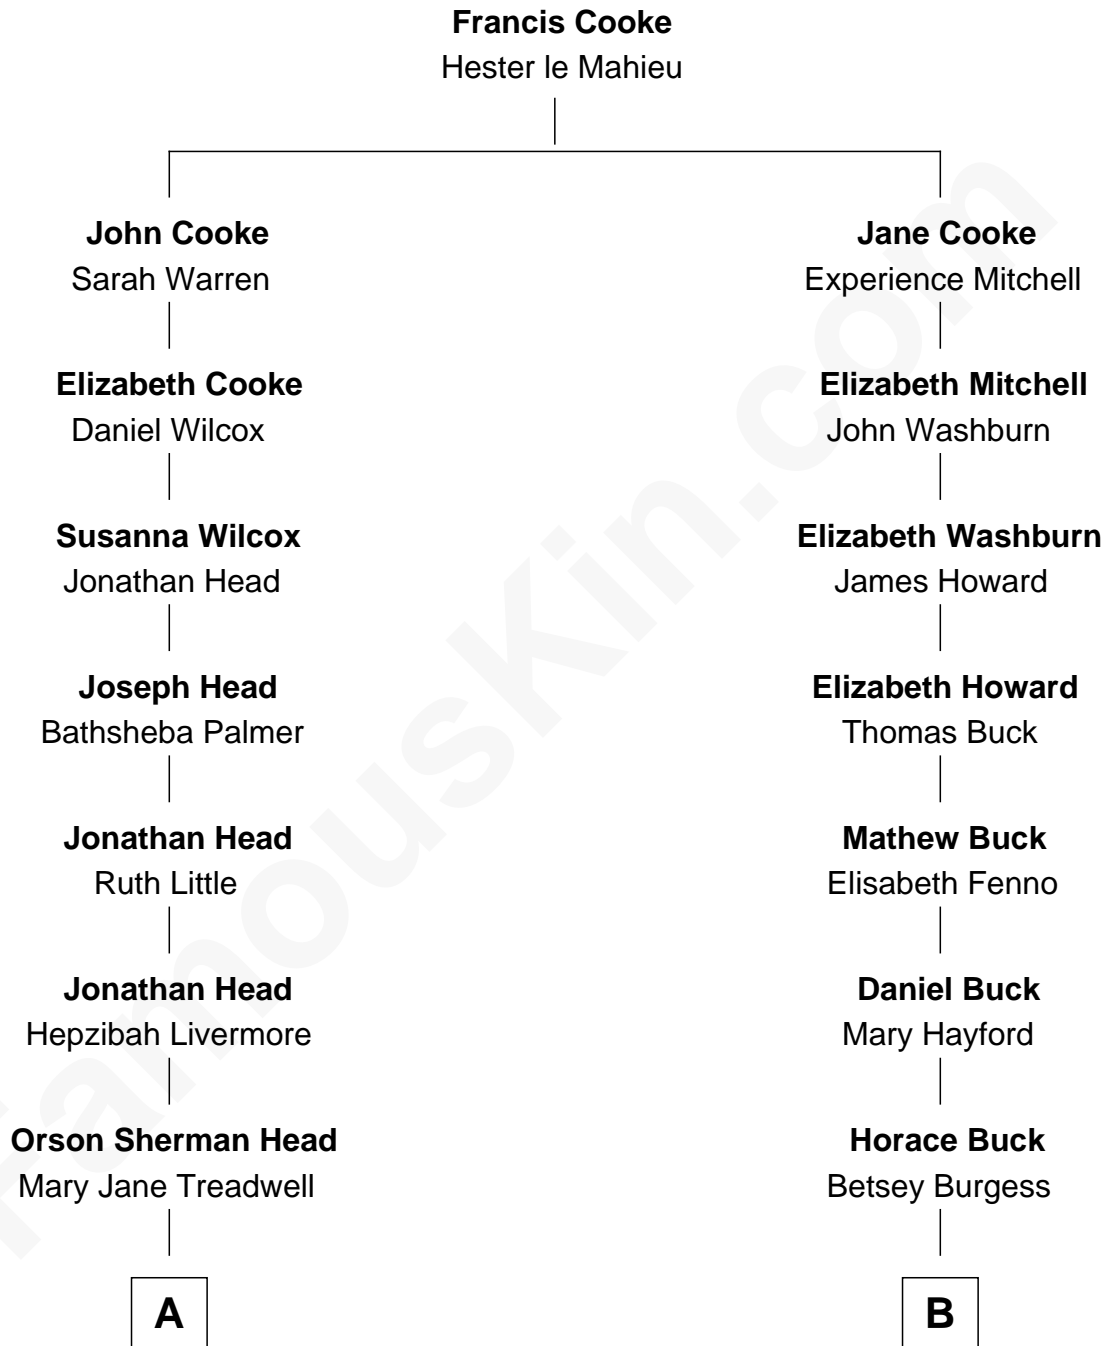 Francis Cooke
Hester le Mahieu
John Cooke
Sarah Warren
Jane Cooke
Experience Mitchell
Elizabeth Cooke
Daniel Wilcox
Elizabeth Mitchell
John Washburn
Susanna Wilcox
Jonathan Head
Elizabeth Washburn
James Howard
Joseph Head
Bathsheba Palmer
Elizabeth Howard
Thomas Buck
Jonathan Head
Ruth Little
Mathew Buck
Elisabeth Fenno
Jonathan Head
Hepzibah Livermore
Daniel Buck
Mary Hayford
Orson Sherman Head
Mary Jane Treadwell
Horace Buck
Betsey Burgess
A
B
FamousKin.com